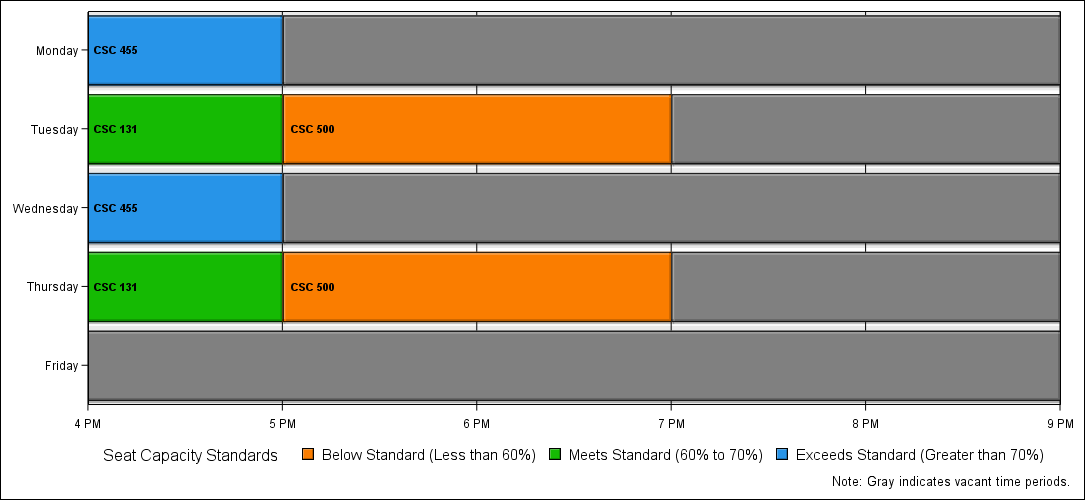 Monday
CSC 455
Tuesday
CSC 131
CSC 500
Wednesday
CSC 455
Thursday
CSC 131
CSC 500
Friday
4 PM 5 PM 6 PM 7 PM 8 PM 9 PM
Seat Capacity Standards Below Standard (Less than 60%) Meets Standard (60% to 70%) Exceeds Standard (Greater than 70%)
Note: Gray indicates vacant time periods.